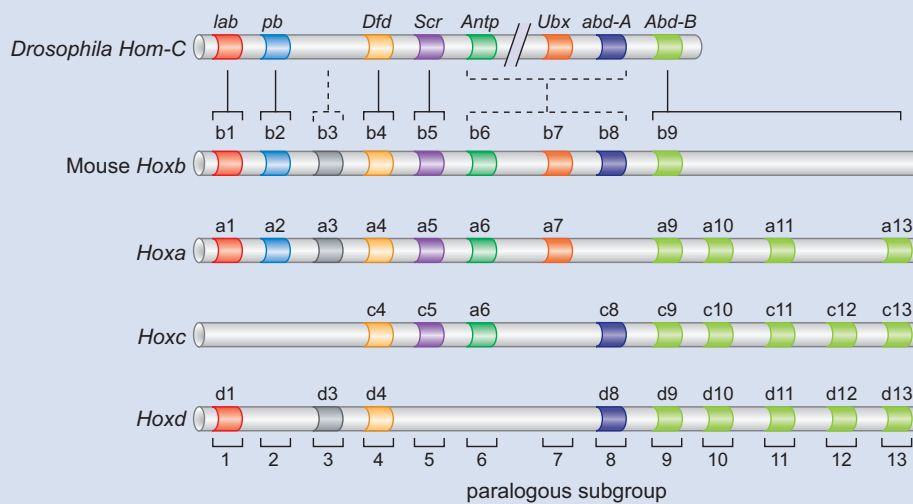 lab pb Dfd Scr Antp Ubx abd-A Abd-B
Drosophila Hom-C
b1 b2 b3 b4 b5 b6 b7 b8 b9
Mouse Hoxb
a1 a2 a3 a4 a5 a6 a7 a9 a10 a11 a13
Hoxa
c4 c5 a6 c8 c9 c10 c11 c12 c13
Hoxc
d1 d3 d4 d8 d9 d10 d11 d12 d13
Hoxd
1 2 3 4 5 6 7 8 9 10 11 12 13
paralogous subgroup